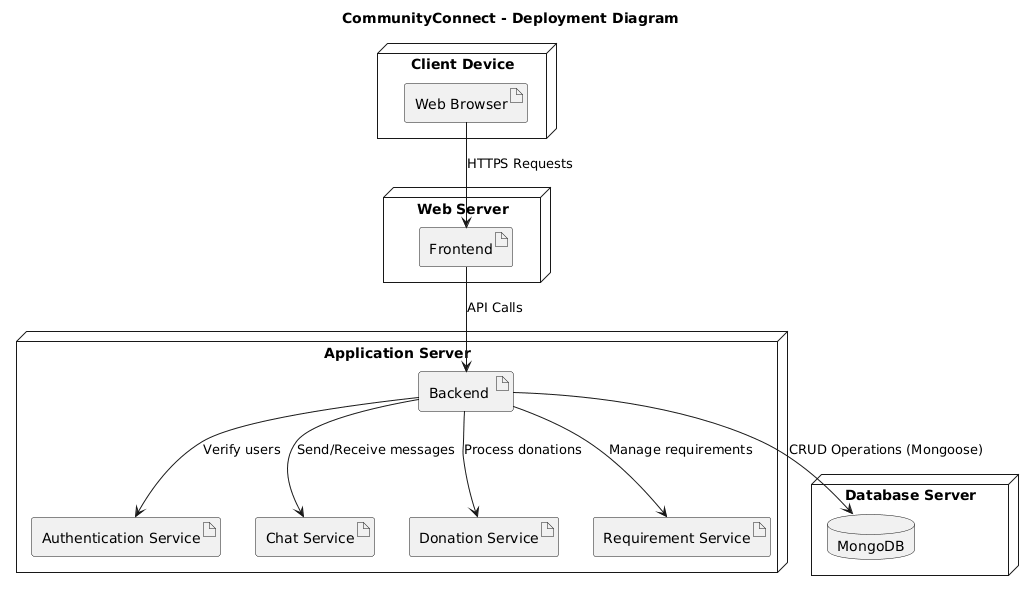 CommunityConnect - Deployment Diagram
Client Device
Web Browser
HTTPS Requests
Web Server
Frontend
API Calls
Application Server
Backend
Verify users
Send/Receive messages
Process donations
Manage requirements
CRUD Operations (Mongoose)
Database Server
Authentication Service
Chat Service
Donation Service
Requirement Service
MongoDB